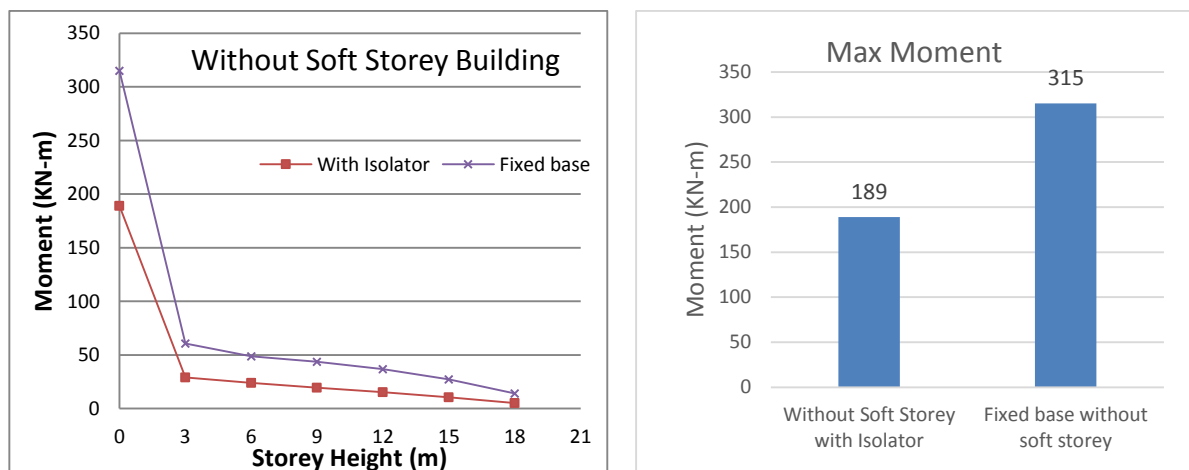 Without Soft Storey Building
Moment (KN-m)
350
300
250
200
150
100
50
0
With Isolator
Fixed base
0 3 6 9 12 15 18 21
Storey Height (m)
Max Moment
Moment (KN-m)
350
300
250
200
150
100
50
0
189
315
Without Soft Storey
with Isolator
Fixed base without
soft storey